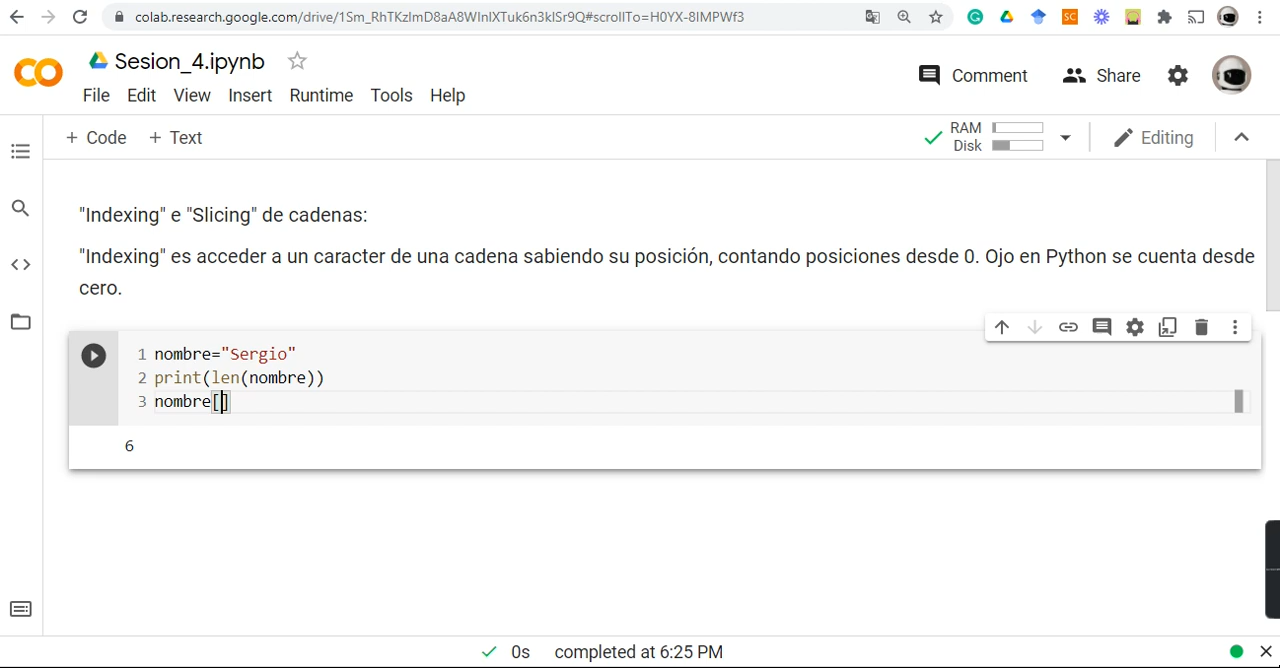 colab.research.google.com/drive/1Sm_RhTKzlmD8aA8WInlXTuk6n3kISr9Q#scrollTo=H0YX-8IMPWf3
SC
CO
Sesion_4.ipynb
File Edit View Insert Runtime Tools Help
Comment Share
+ Code + Text
RAM
Disk
Editing
"Indexing" e "Slicing" de cadenas:
"Indexing" es acceder a un caracter de una cadena sabiendo su posición, contando posiciones desde 0. Ojo en Python se cuenta desde
cero.
1 nombre="Sergio"
2 print(len(nombre))
3 nombre[]
6
0s completed at 6:25 PM